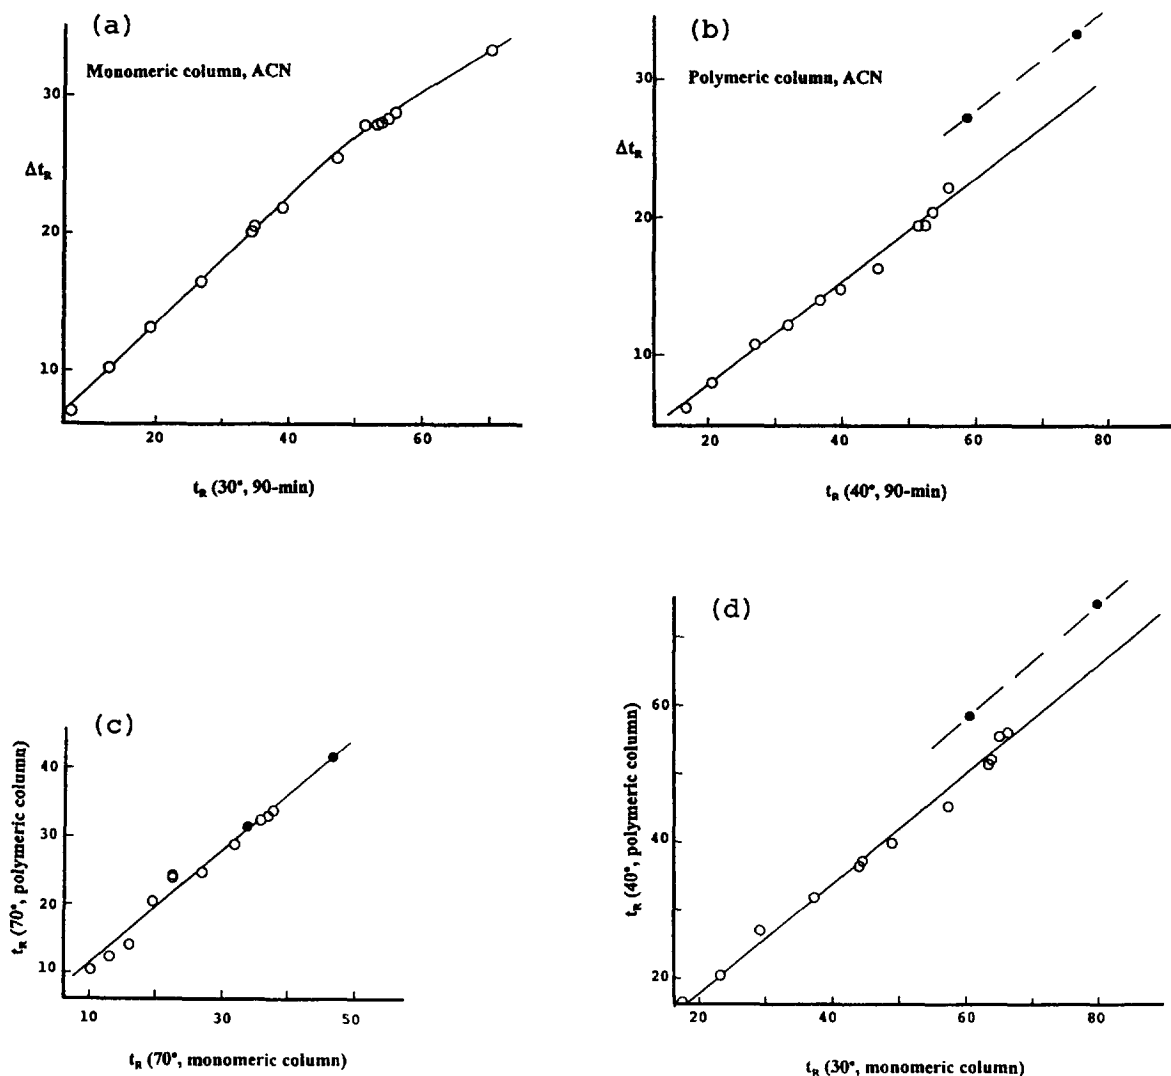 (a)
Monomeric column, ACN
30
Δt_R
20
10
20 40 60
t_R (30°, 90-min)
(b)
Polymeric column, ACN
30
Δt_R
20
10
20 40 60 80
t_R (40°, 90-min)
(c)
t_R (70°, polymeric column)
40
30
20
10
10 30 50
t_R (70°, monomeric column)
(d)
t_R (40°, polymeric column)
60
40
20
20 40 60 80
t_R (30°, monomeric column)